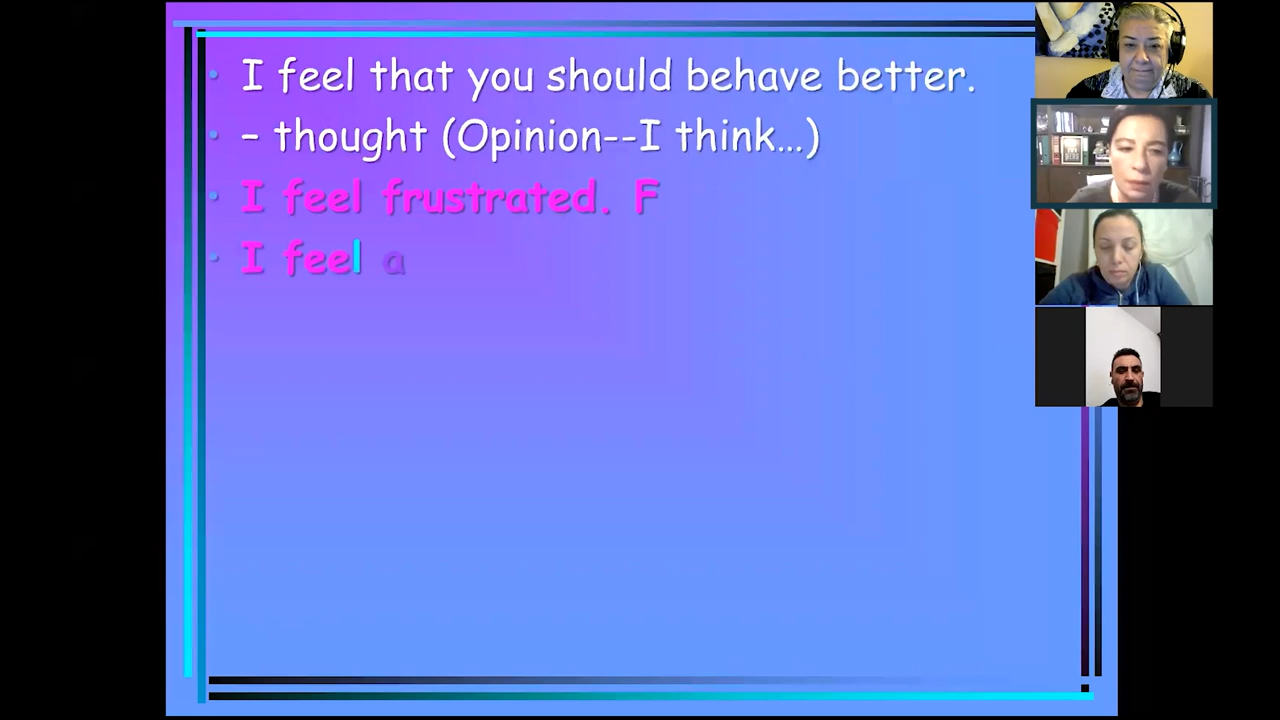 • I feel that you should behave better.
• – thought (Opinion--I think…)
• I feel frustrated. F
• I feel a